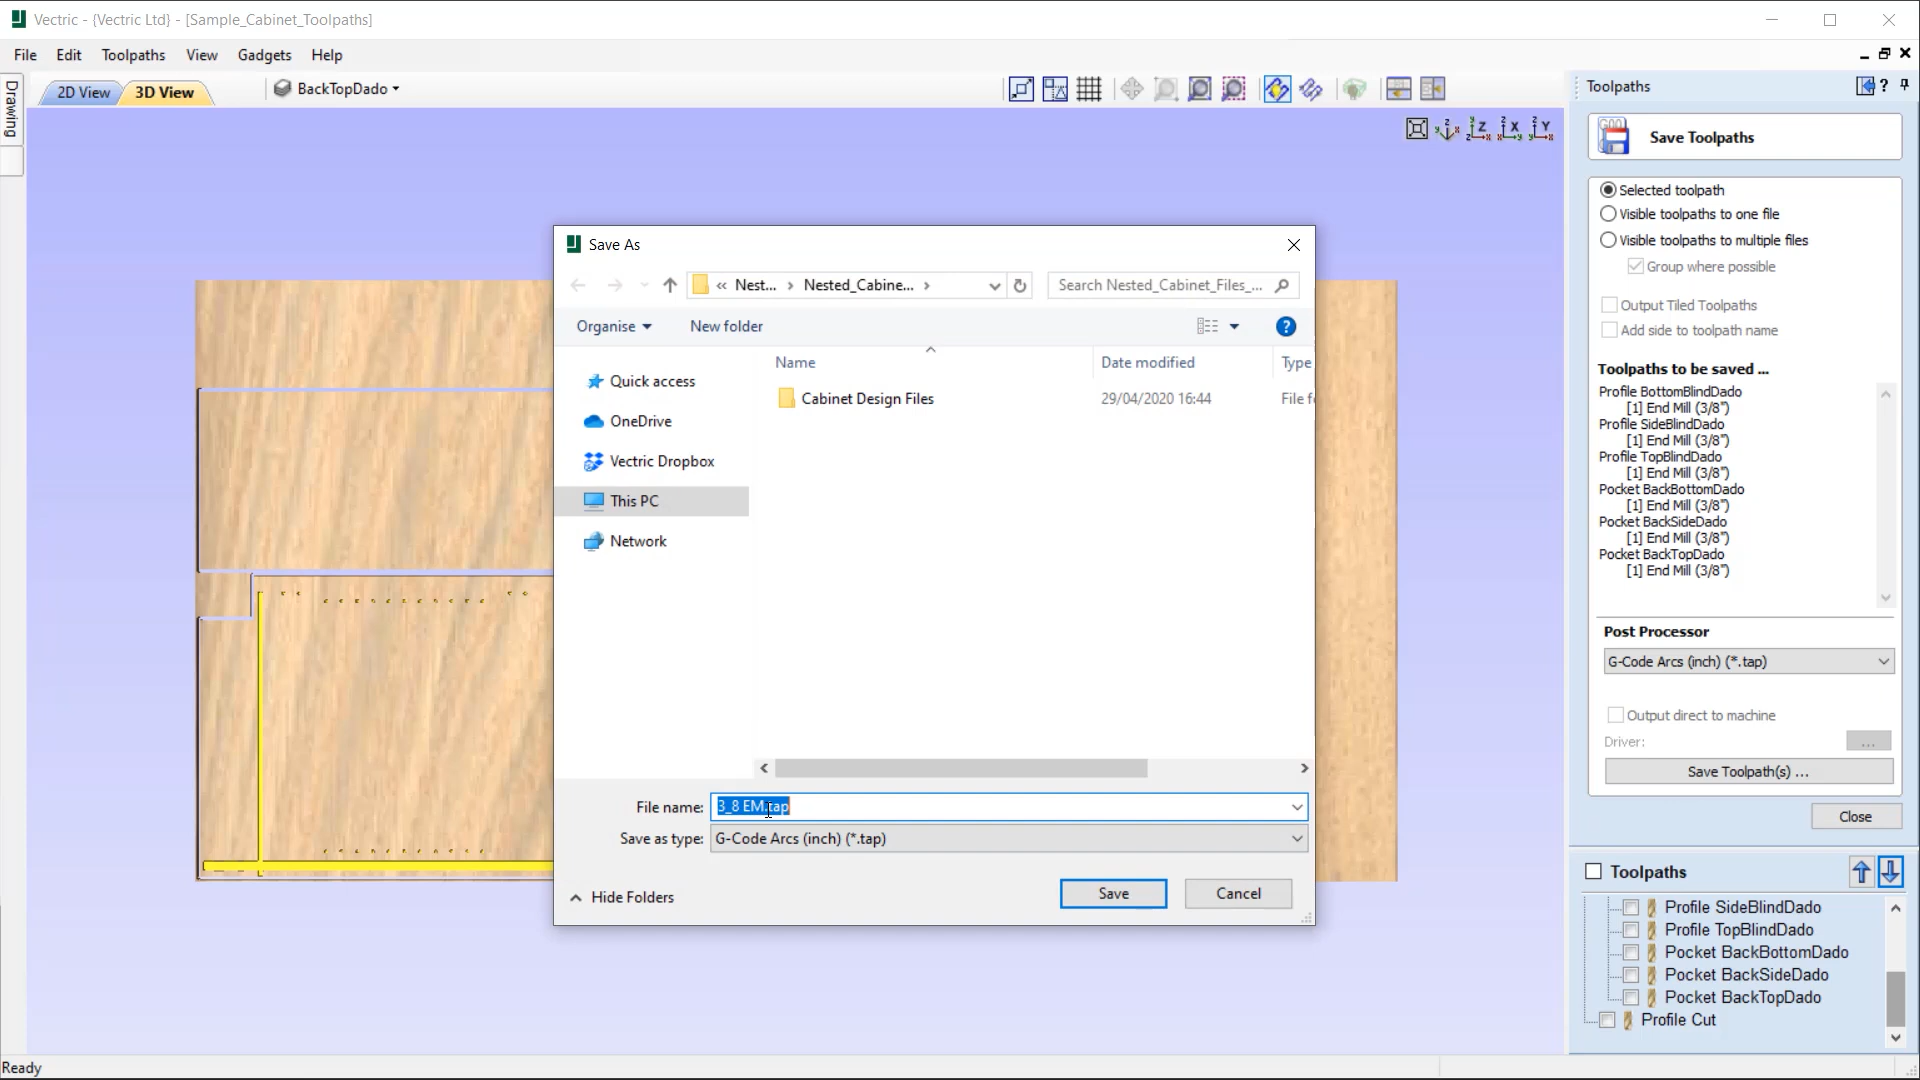 Vectric - {Vectric Ltd} - [Sample_Cabinet_Toolpaths]
File Edit Toolpaths View Gadgets Help
Drawing
2D View 3D View BackTopDado
Toolpaths
Save Toolpaths
Selected toolpath
Visible toolpaths to one file
Visible toolpaths to multiple files
Group where possible
Output Tiled Toolpaths
Add side to toolpath name
Toolpaths to be saved ...
Profile BottomBlindDado
[1] End Mill (3/8")
Profile SideBlindDado
[1] End Mill (3/8")
Profile TopBlindDado
[1] End Mill (3/8")
Pocket BackBottomDado
[1] End Mill (3/8")
Pocket BackSideDado
[1] End Mill (3/8")
Pocket BackTopDado
[1] End Mill (3/8")
Post Processor
G-Code Arcs (inch) (*.tap)
Output direct to machine
Driver: ...
Save Toolpath(s) ...
Close
Toolpaths
Profile SideBlindDado
Profile TopBlindDado
Pocket BackBottomDado
Pocket BackSideDado
Pocket BackTopDado
Profile Cut
Save As
« Nest... › Nested_Cabine... › Search Nested_Cabinet_Files_...
Organise New folder
Name Date modified Type
Quick access
OneDrive
Vectric Dropbox
This PC
Network
Cabinet Design Files 29/04/2020 16:44 File f
File name: 3_8 EM.tap
Save as type: G-Code Arcs (inch) (*.tap)
Hide Folders Save Cancel
Ready